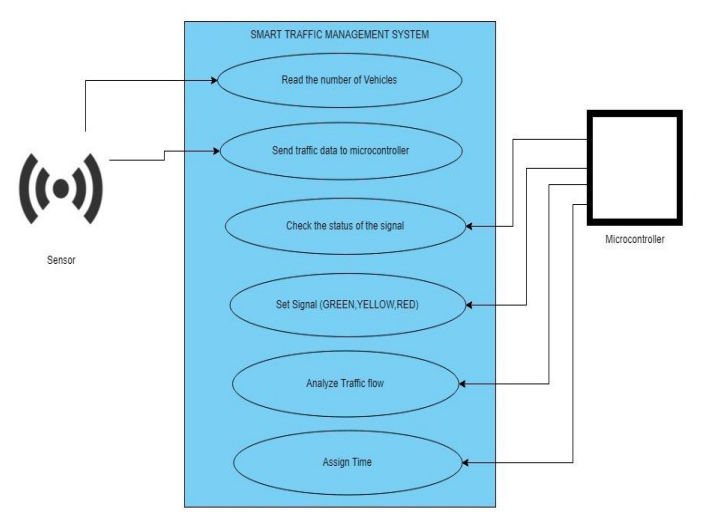 SMART TRAFFIC MANAGEMENT SYSTEM
Read the number of Vehicles
Send traffic data to microcontroller
Check the status of the signal
Microcontroller
Sensor
Set Signal (GREEN,YELLOW,RED)
Analyze Traffic flow
Assign Time